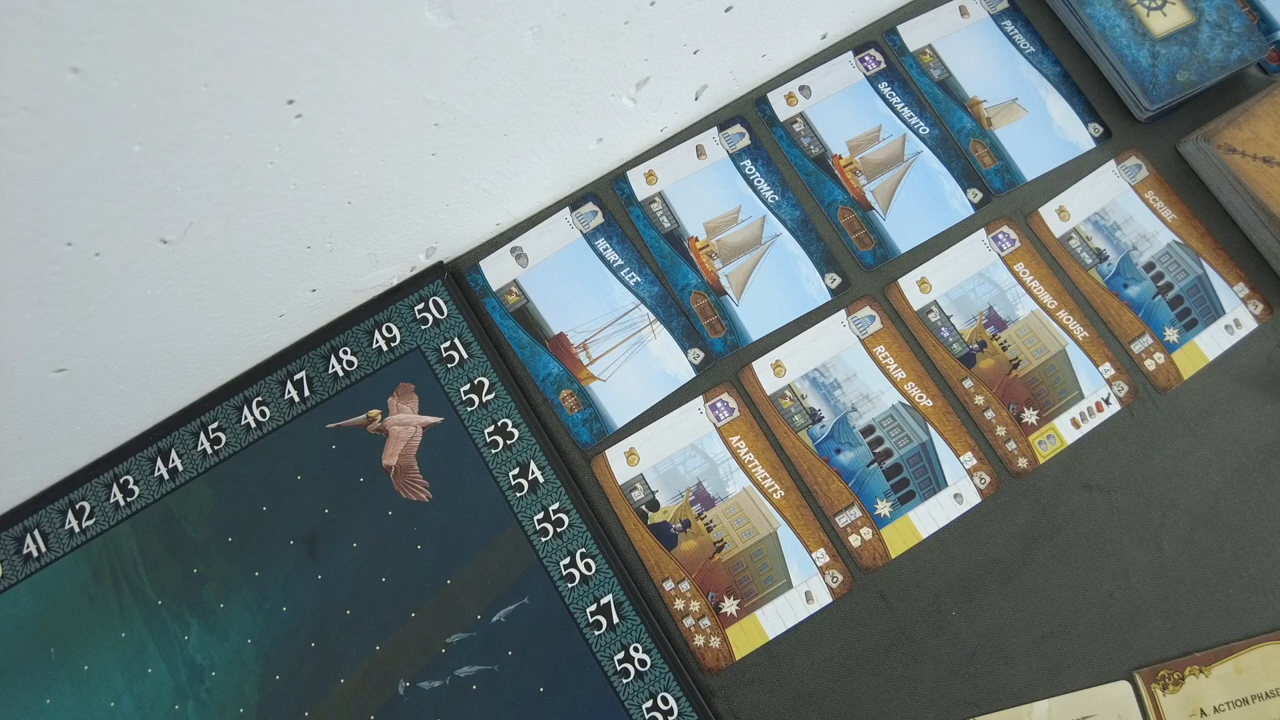 PATRIOT
SACRAMENTO
POTOMAC
HENRY LEE
SCRIBE
BOARDING HOUSE
REPAIR SHOP
APARTMENTS
41 42 43 44 45 46 47 48 49 50
51
52
53
54
55
56
57
58
59
A. ACTION PHASE